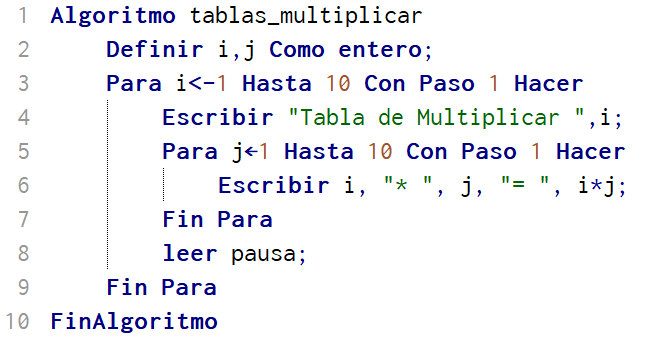 1 Algoritmo tablas_multiplicar
2 Definir i,j Como entero;
3 Para i<-1 Hasta 10 Con Paso 1 Hacer
4 Escribir "Tabla de Multiplicar ",i;
5 Para j←1 Hasta 10 Con Paso 1 Hacer
6 Escribir i, "* ", j, "= ", i*j;
7 Fin Para
8 leer pausa;
9 Fin Para
10 FinAlgoritmo